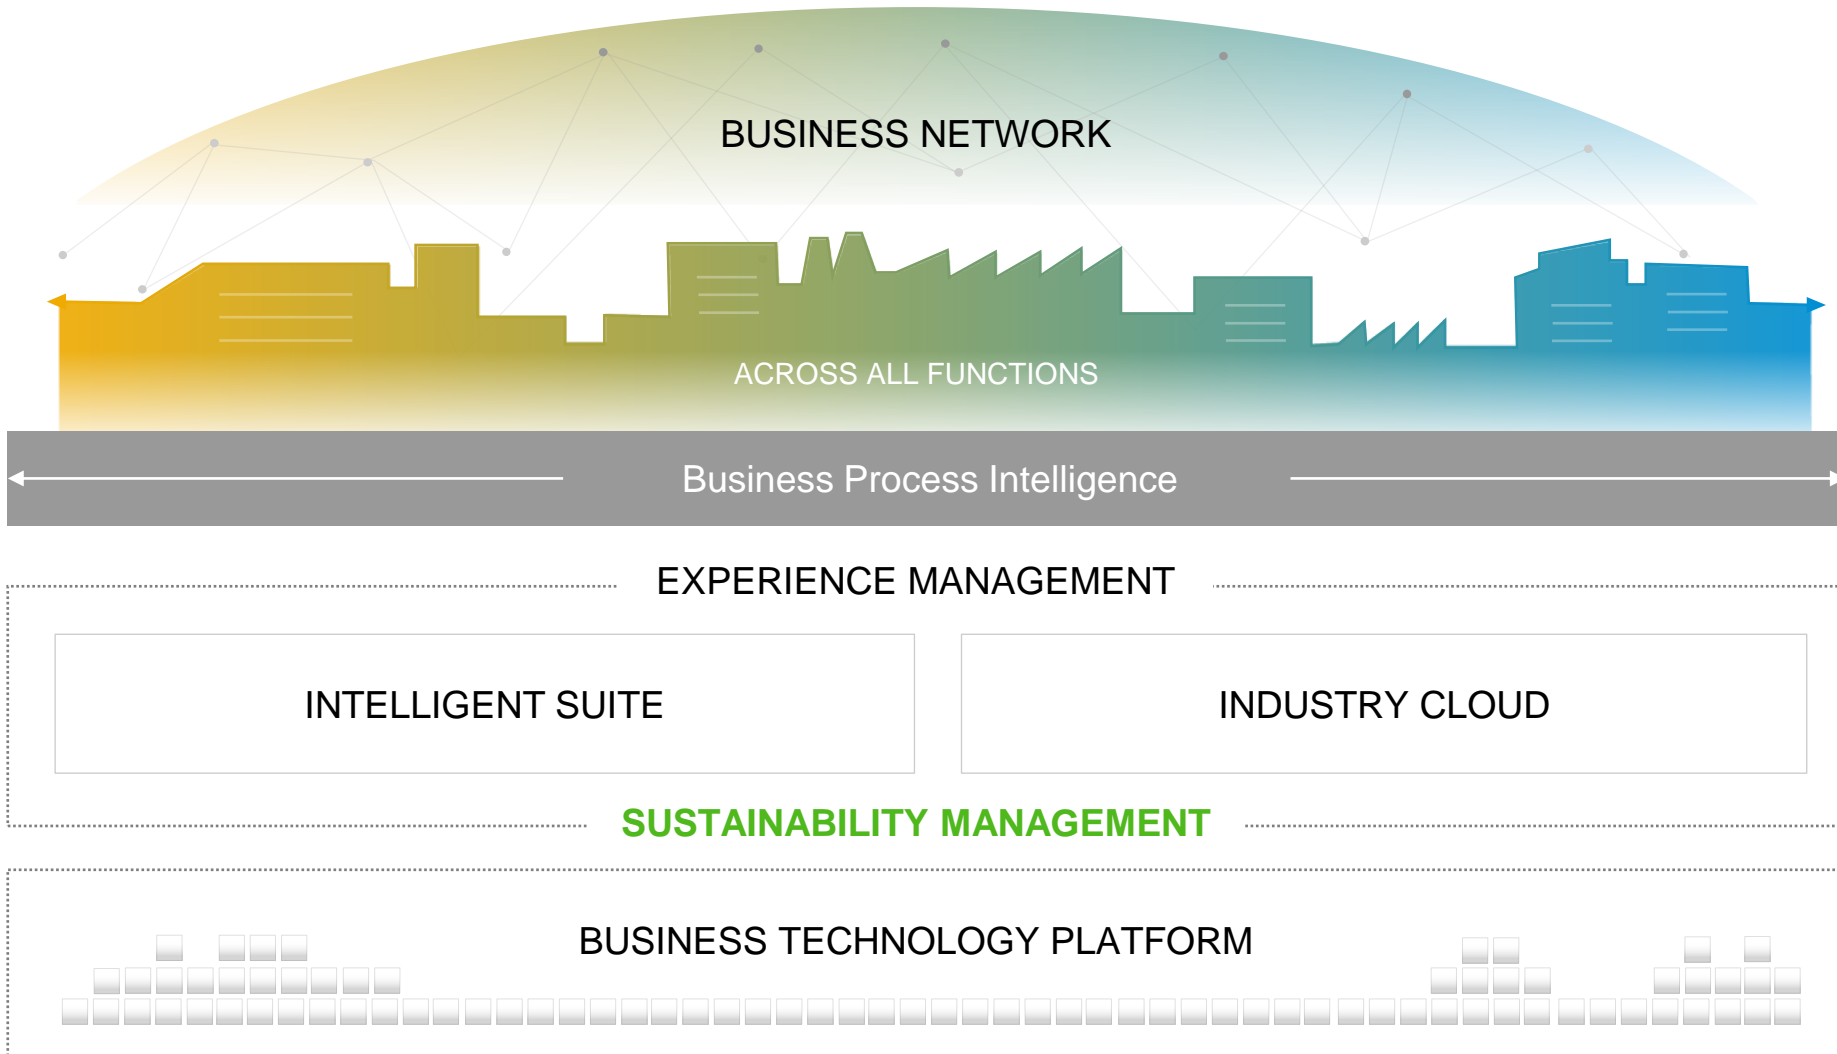 BUSINESS NETWORK
ACROSS ALL FUNCTIONS
Business Process Intelligence
EXPERIENCE MANAGEMENT
INTELLIGENT SUITE
INDUSTRY CLOUD
SUSTAINABILITY MANAGEMENT
BUSINESS TECHNOLOGY PLATFORM